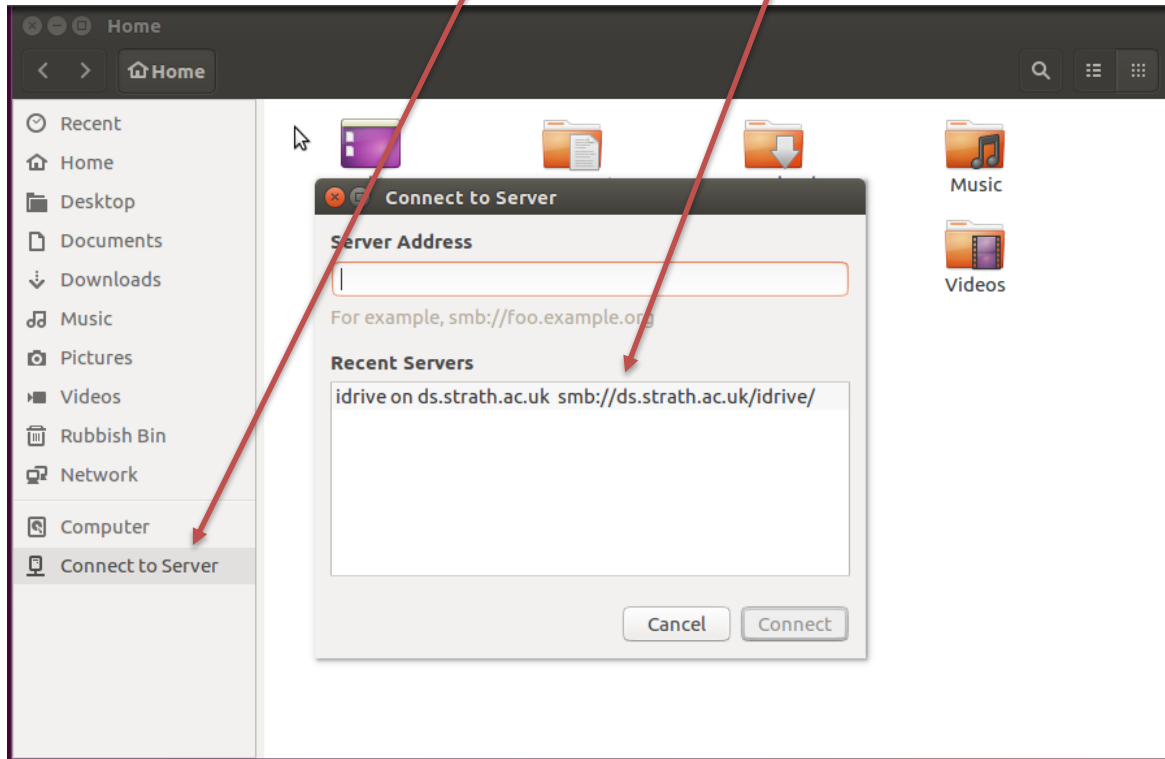 Home
Home
Recent
Home
Desktop
Documents
Downloads
Music
Pictures
Videos
Rubbish Bin
Network
Computer
Connect to Server
Music
Videos
Connect to Server
Server Address
For example, smb://foo.example.org
Recent Servers
idrive on ds.strath.ac.uk smb://ds.strath.ac.uk/idrive/
Cancel
Connect